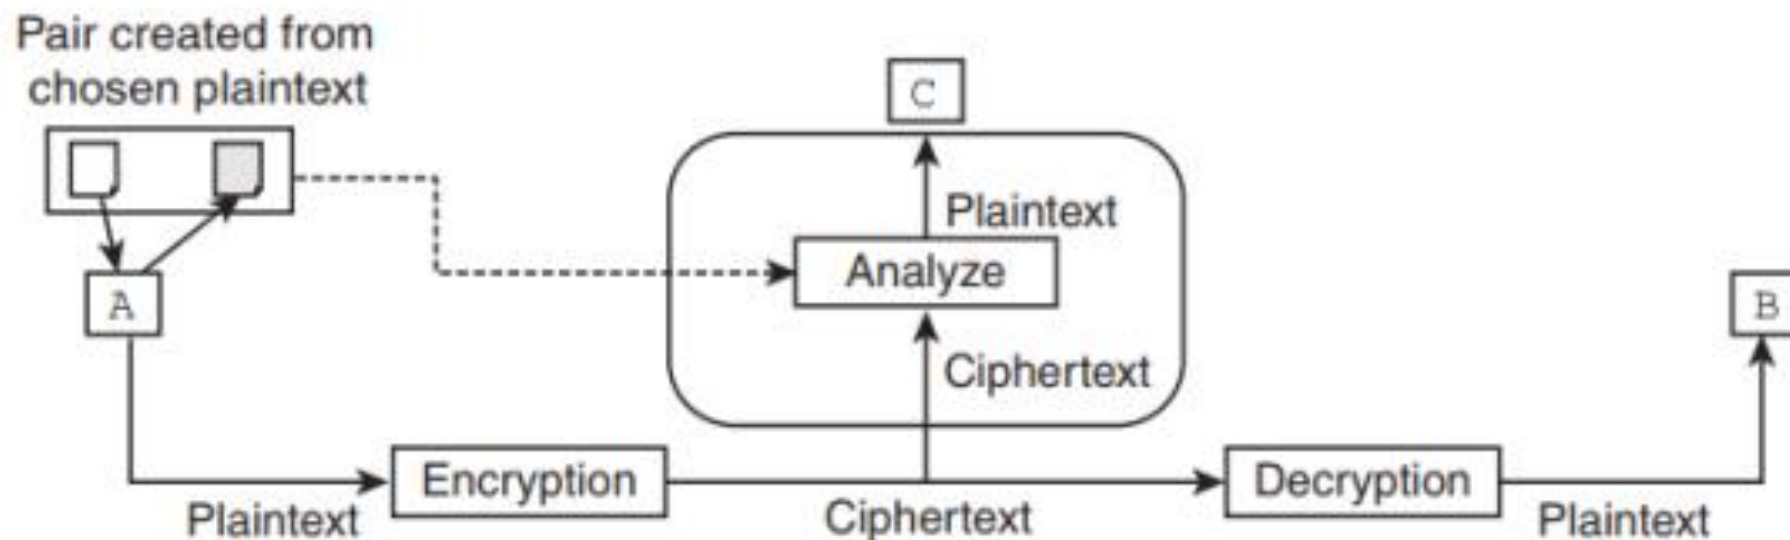 Pair created from
chosen plaintext
C
Plaintext
Analyze
A
B
Ciphertext
Encryption
Decryption
Plaintext
Ciphertext
Plaintext